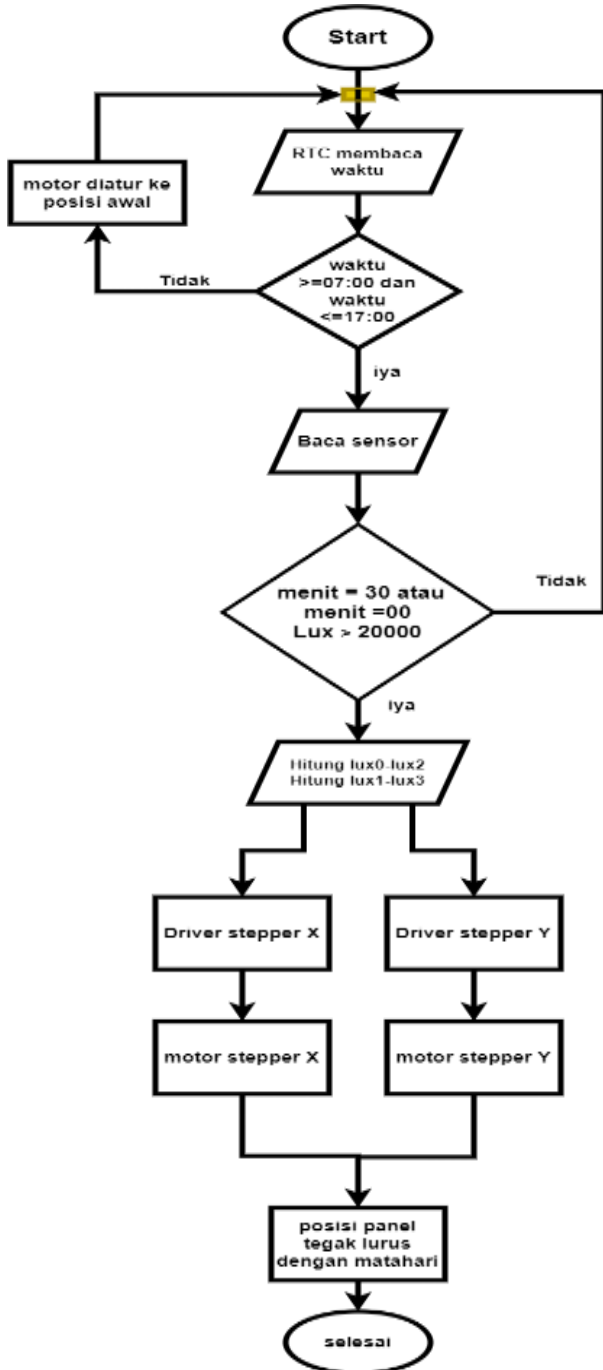 Start
RTC membaca
waktu
motor diatur ke
posisi awal
waktu
>=07:00 dan
waktu
<=17:00
Tidak
iya
Baca sensor
menit = 30 atau
menit =00
Lux > 20000
Tidak
iya
Hitung lux0-lux2
Hitung lux1-lux3
Driver stepper X
Driver stepper Y
motor stepper X
motor stepper Y
posisi panel
tegak lurus
dengan matahari
selesai